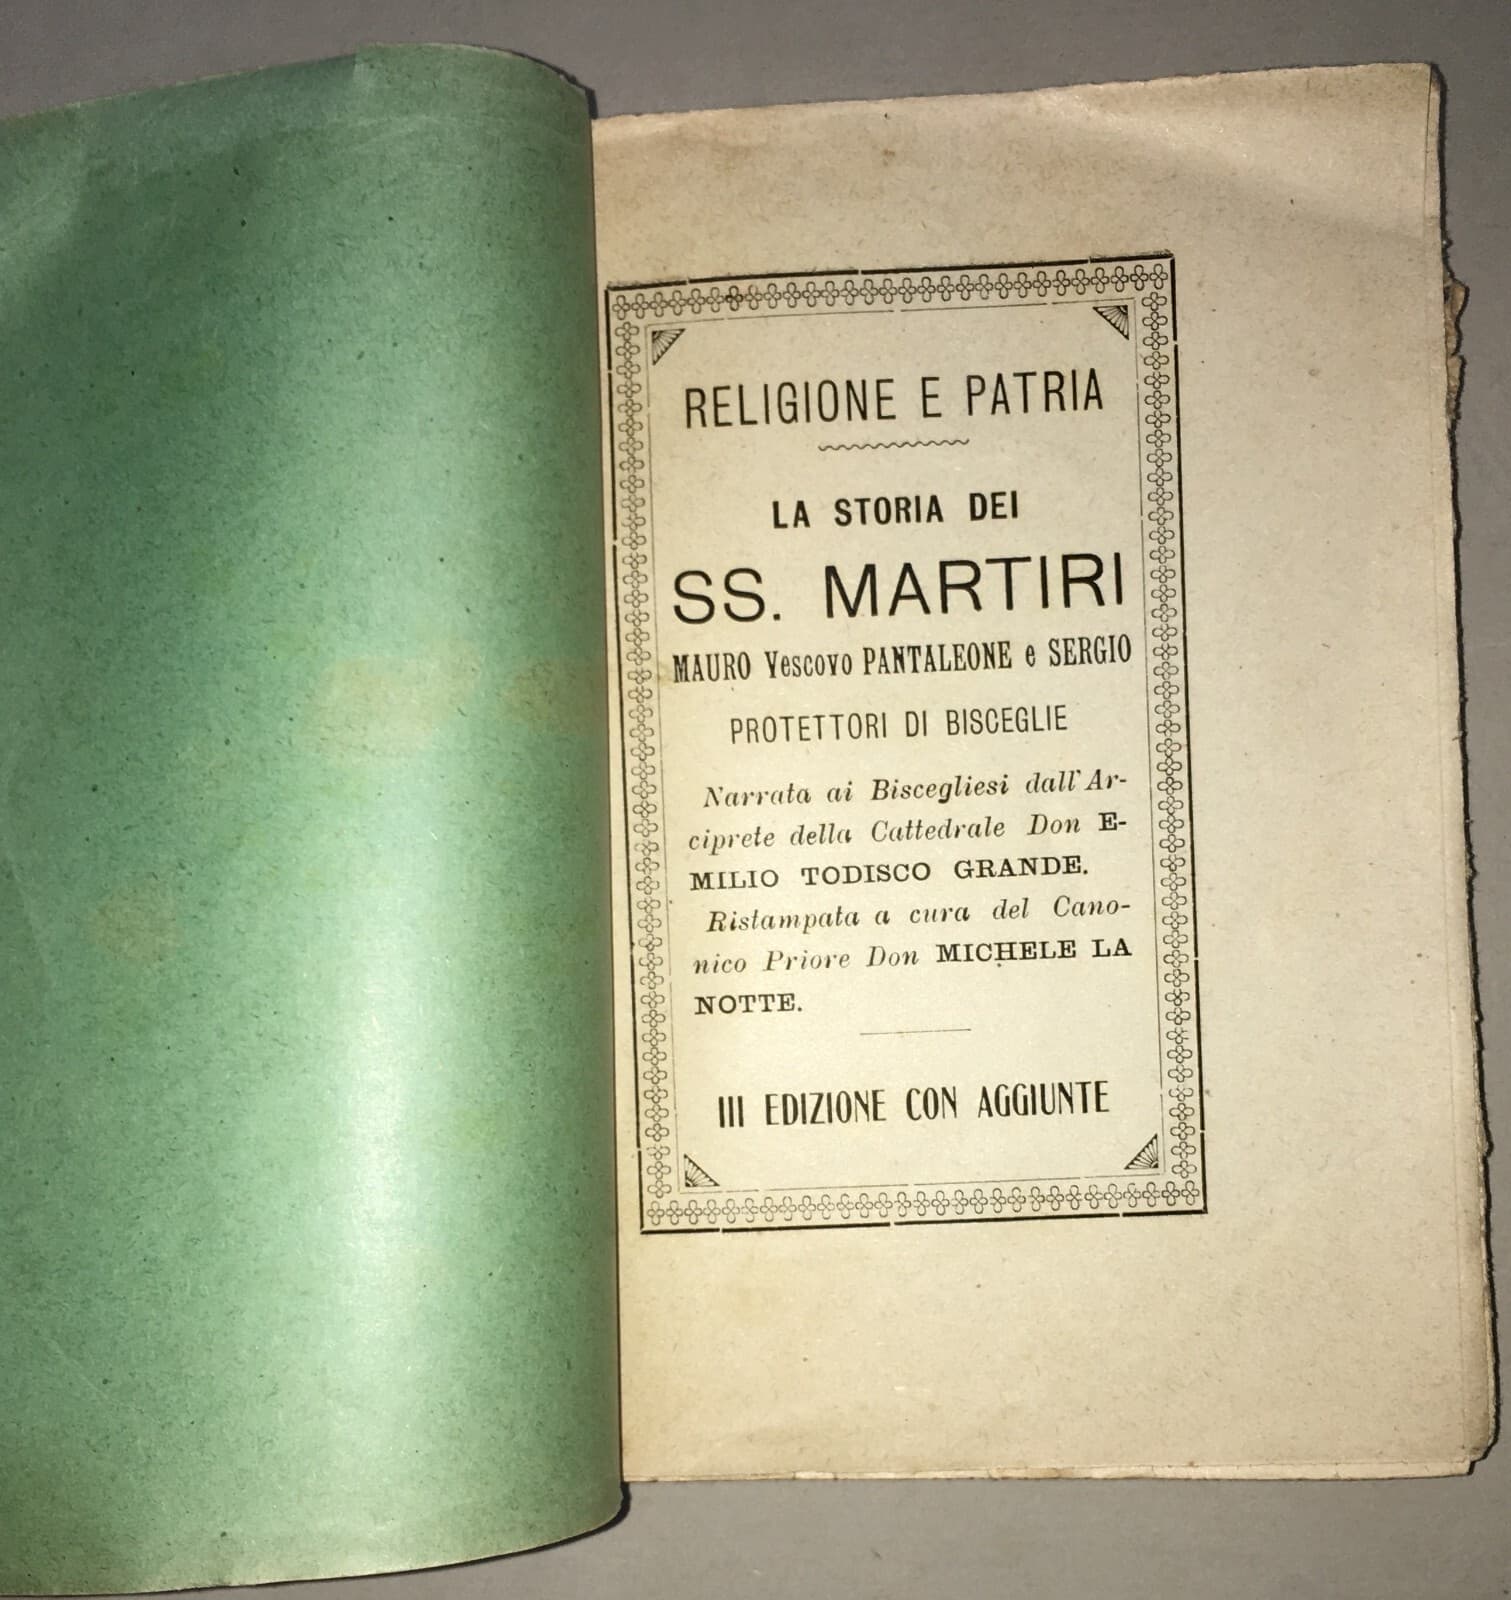 RELIGIONE E PATRIA
LA STORIA DEI
SS. MARTIRI
MAURO Vescovo PANTALEONE e SERGIO
PROTETTORI DI BISCEGLIE
Narrata ai Biscegliesi dall'Ar-
ciprete della Cattedrale Don E-
MILIO TODISCO GRANDE.
Ristampata a cura del Cano-
nico Priore Don MICHELE LA
NOTTE.
III EDIZIONE CON AGGIUNTE